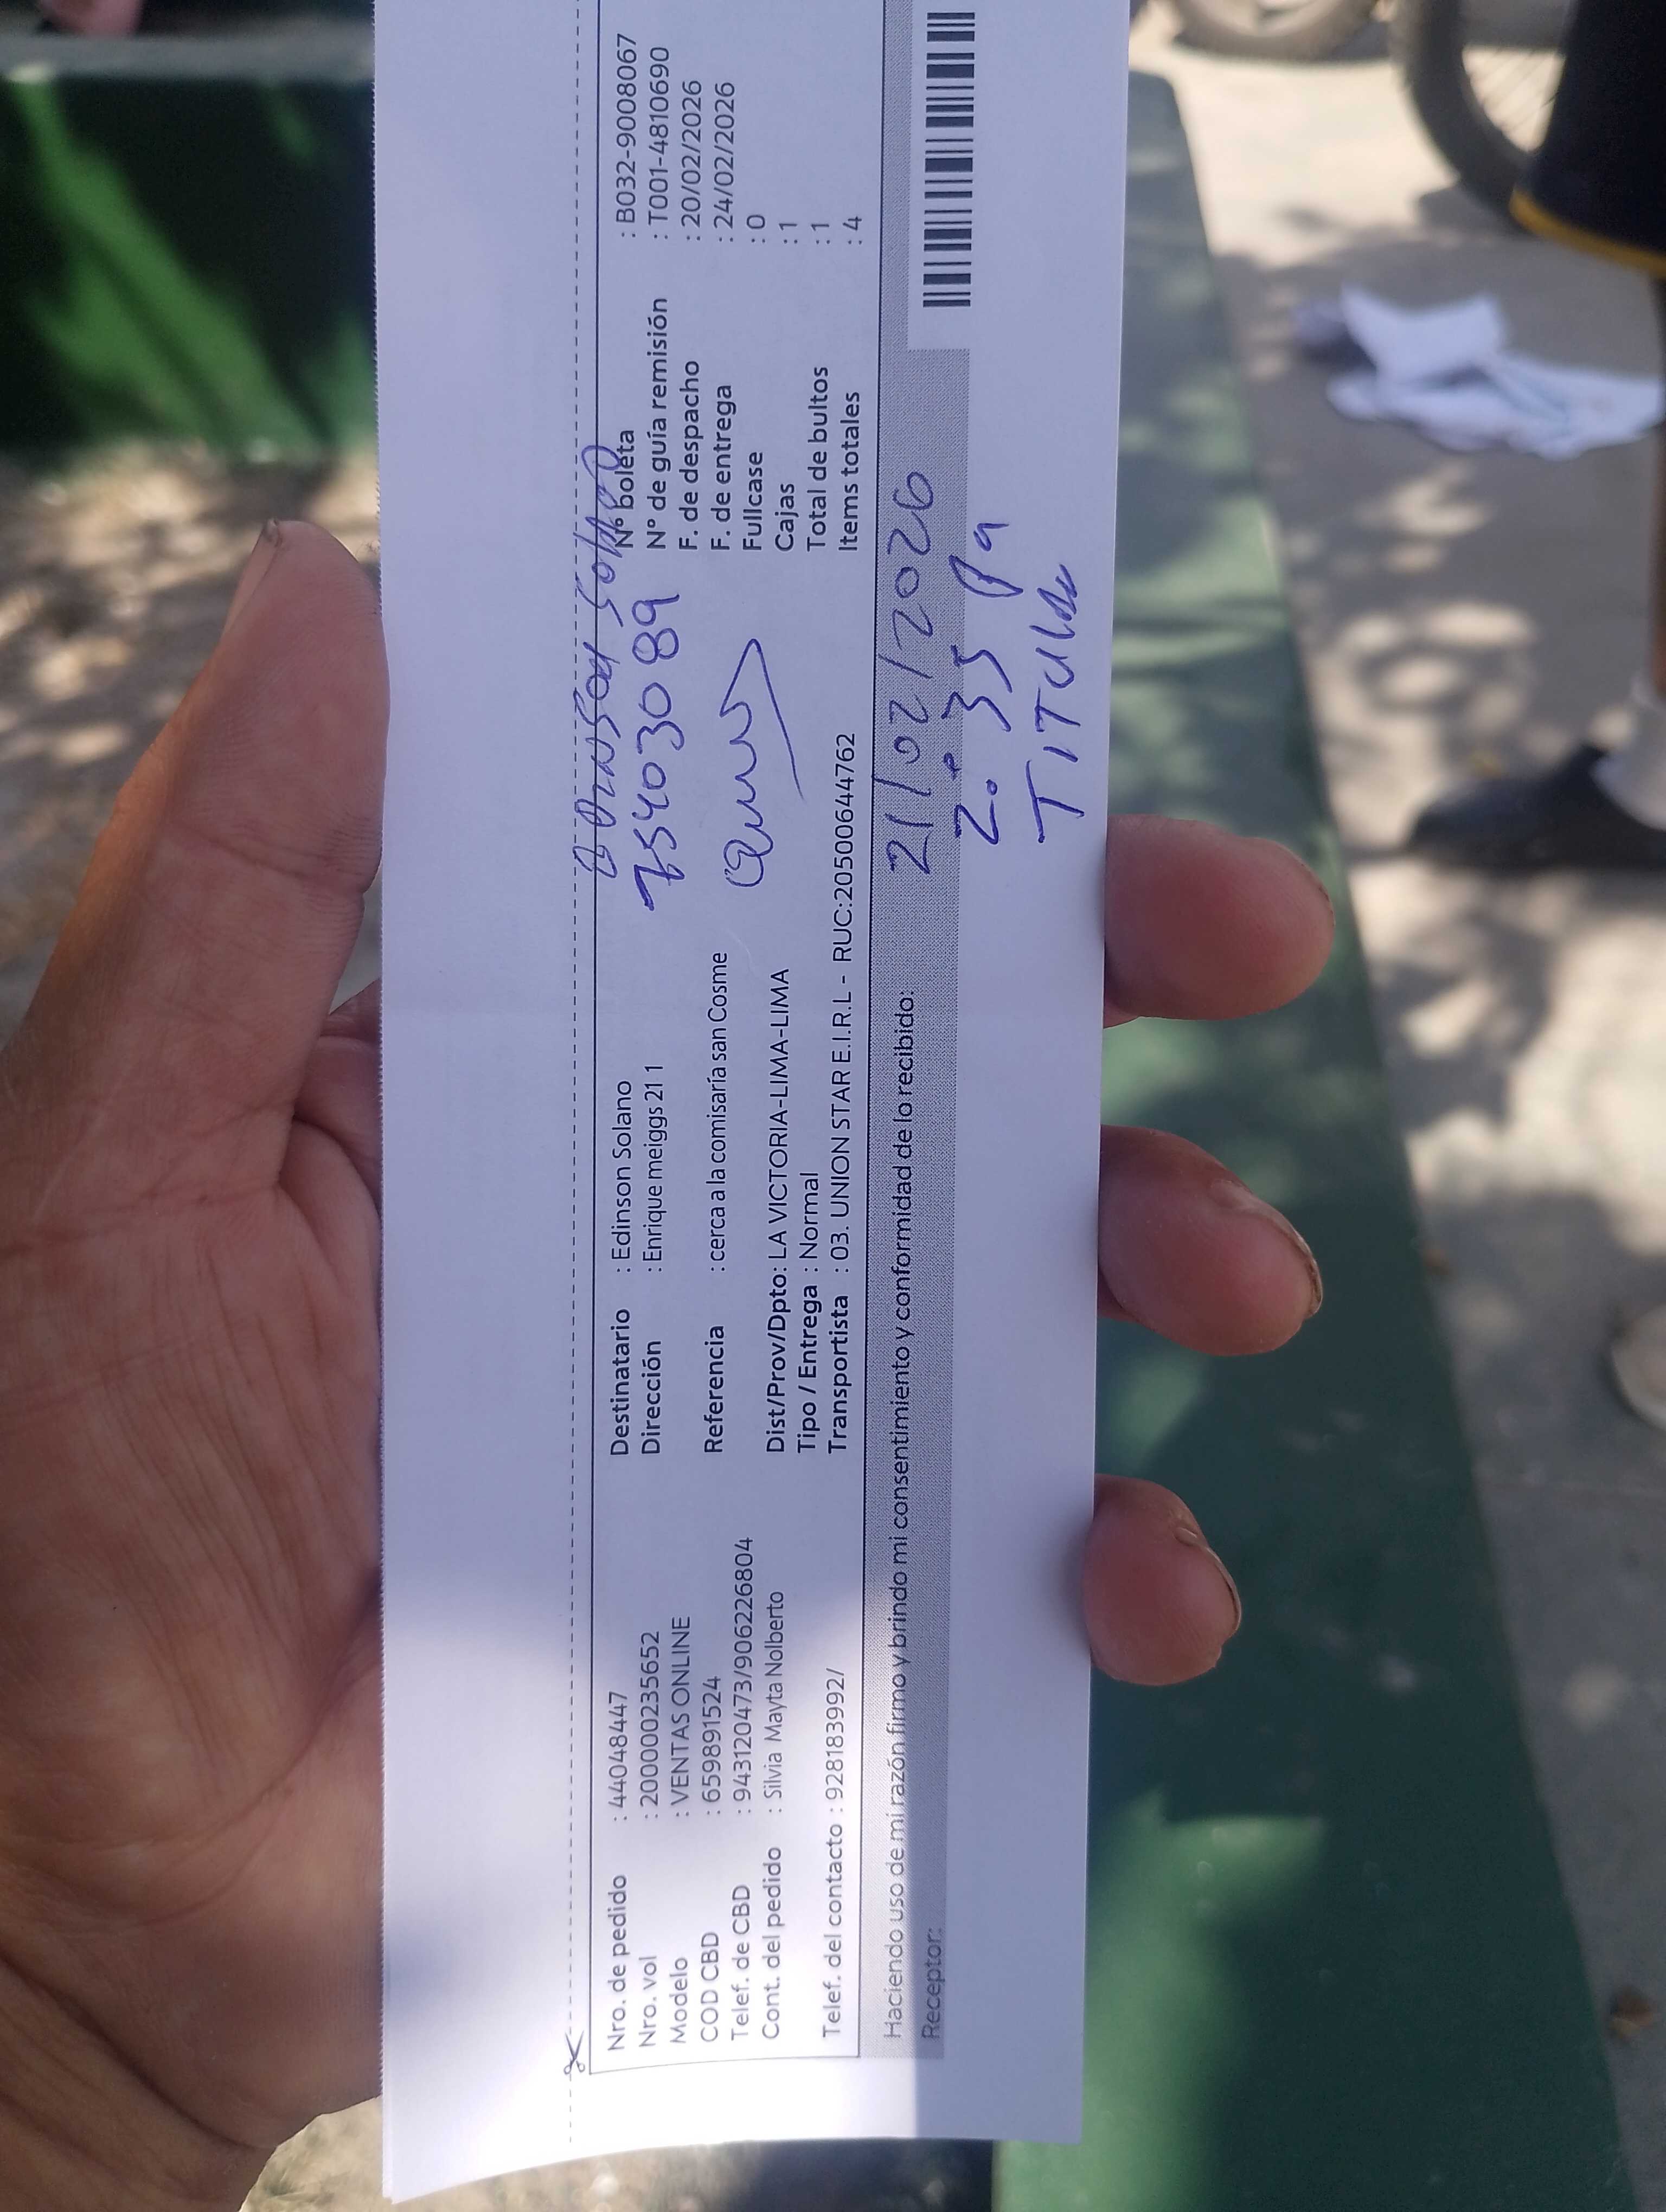 Nro. de pedido : 44048447
Nro. vol : 200000235652
Modelo : VENTAS ONLINE
COD CBD : 659891524
Telef. de CBD : 943120473/906226804
Cont. del pedido : Silvia Mayta Nolberto
Telef. del contacto : 928183992/
Destinatario : Edinson Solano
Dirección : Enrique meiggs 21 1
Referencia : cerca a la comisaría san Cosme
Dist/Prov/Dpto: LA VICTORIA-LIMA-LIMA
Tipo / Entrega : Normal
Transportista : 03. UNION STAR E.I.R.L - RUC:20500644762
75403089
N° boleta : B032-9008067
N° de guía remisión : T001-4810690
F. de despacho : 20/02/2026
F. de entrega : 24/02/2026
Fullcase : 0
Cajas : 1
Total de bultos : 1
Items totales : 4
Haciendo uso de mi razón firmo y brindo mi consentimiento y conformidad de lo recibido:
Receptor:
21/02/2026
2:35